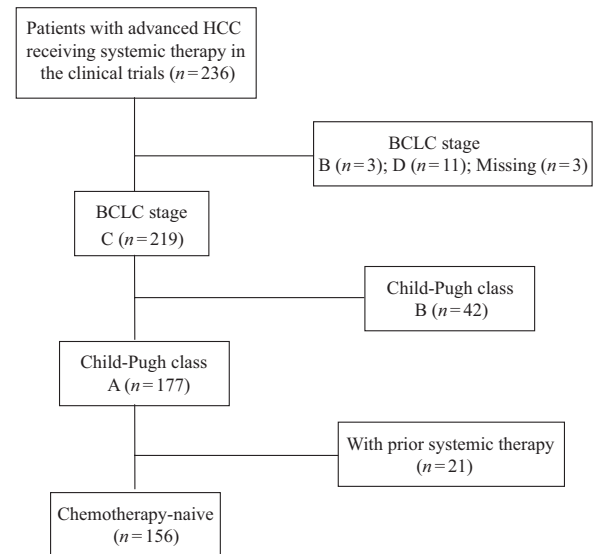 Patients with advanced HCC
receiving systemic therapy in
the clinical trials (n=236)
BCLC stage
B (n=3); D (n=11); Missing (n=3)
BCLC stage
C (n=219)
Child-Pugh class
B (n=42)
Child-Pugh class
A (n=177)
With prior systemic therapy
(n=21)
Chemotherapy-naive
(n=156)